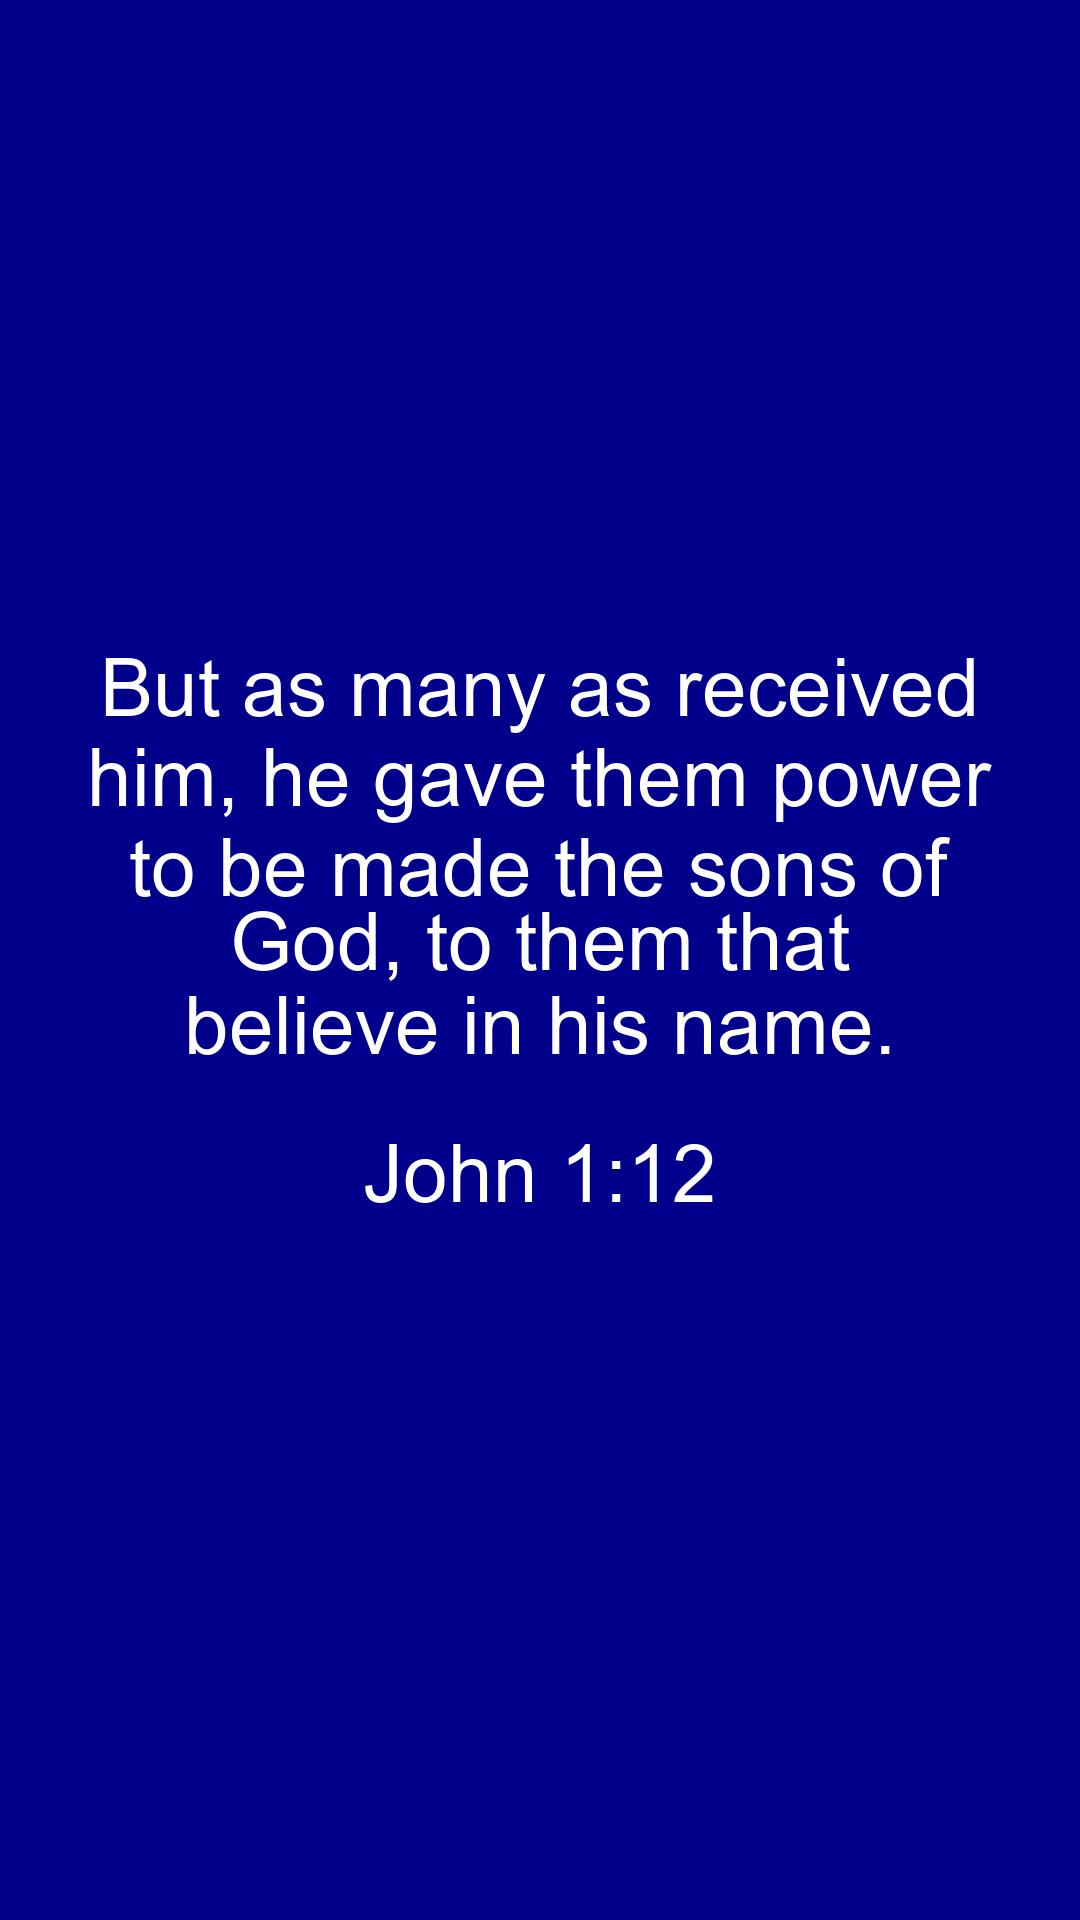 But as many as received
him, he gave them power
to be made the sons of
God, to them that
believe in his name.
John 1:12